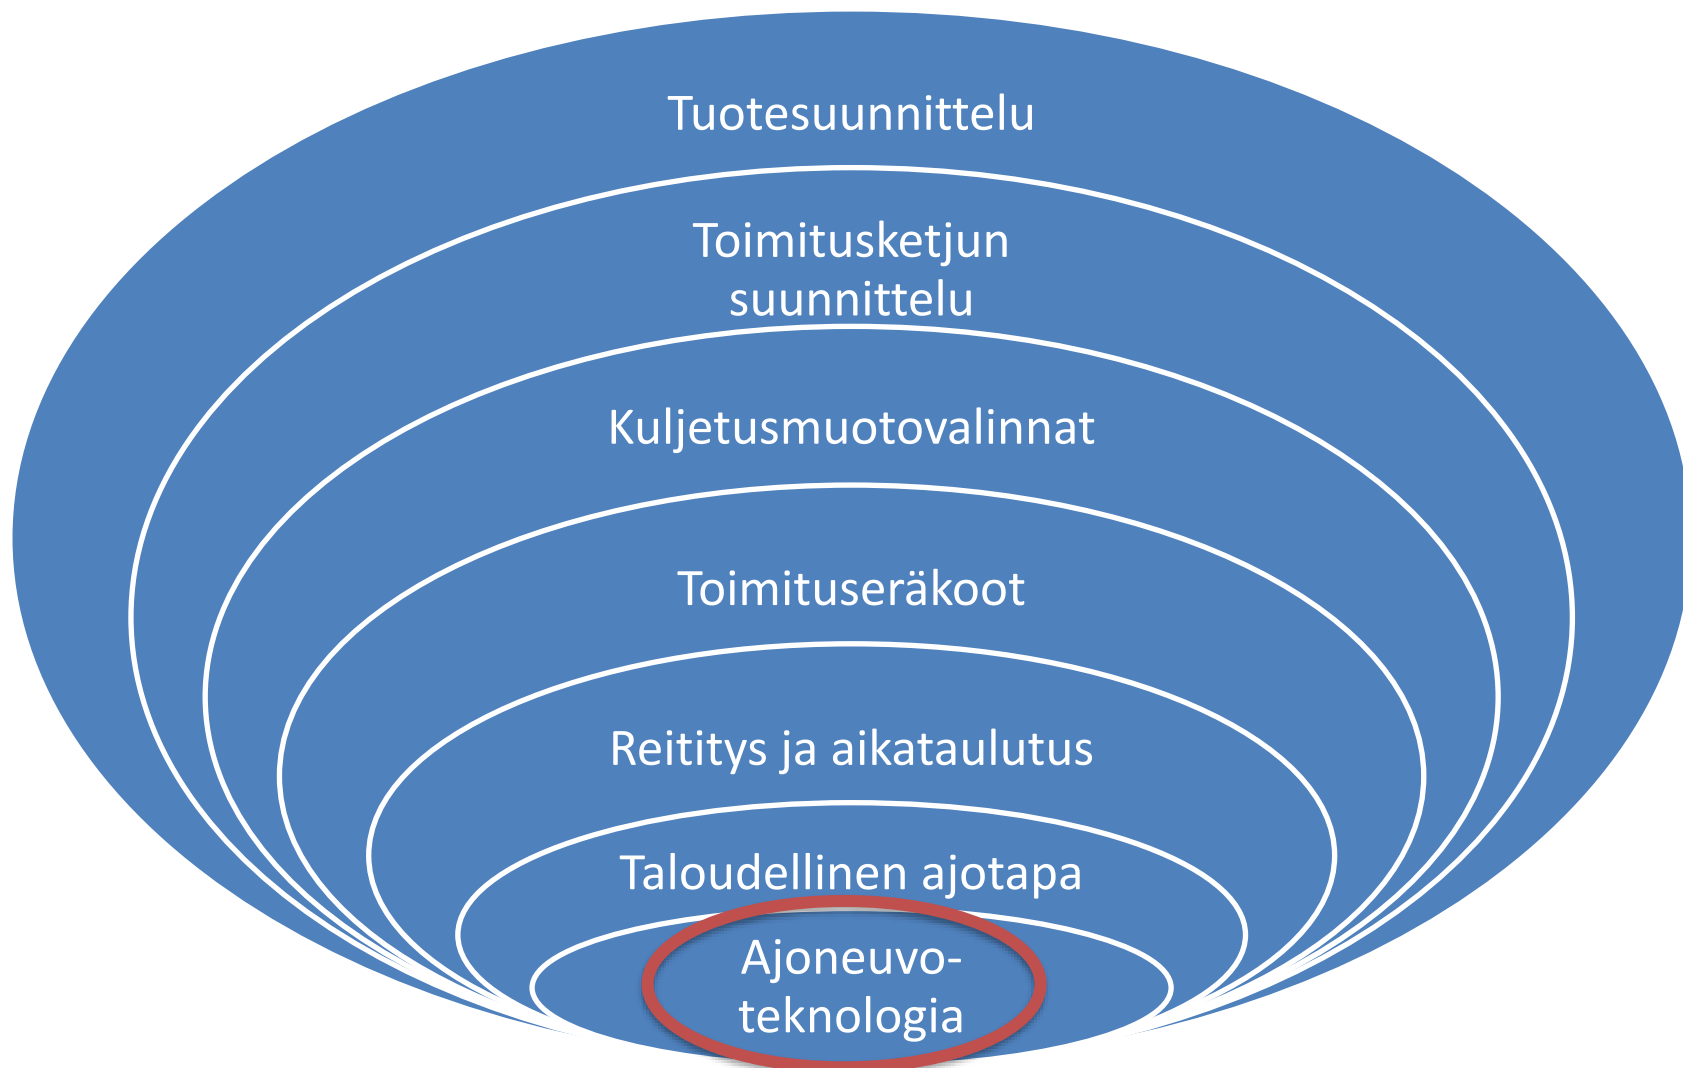 Tuotesuunnittelu
Toimitusketjun
suunnittelu
Kuljetusmuotovalinnat
Toimituseräkoot
Reititys ja aikataulutus
Taloudellinen ajotapa
Ajoneuvo-
teknologia